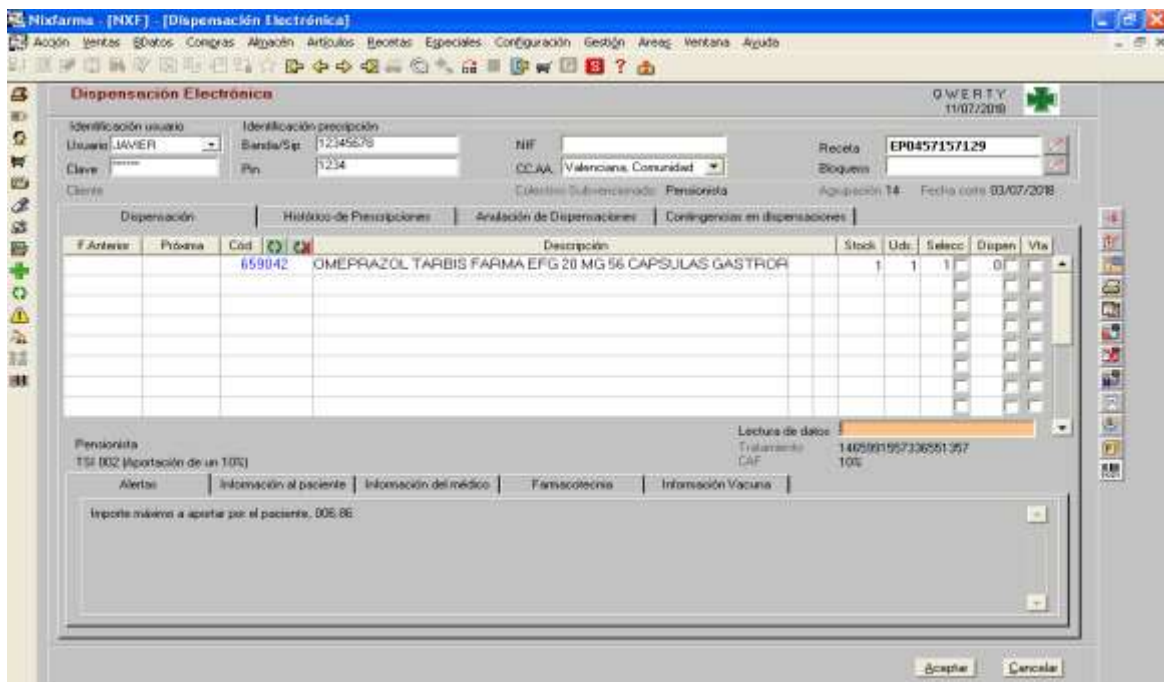 Nixfarma - [NXF] - [Dispensación Electrónica]
Acción Ventas BDatos Compras Almacén Artículos Recetas Especiales Configuración Gestión Areas Ventana Ayuda
Dispensación Electrónica
QWERTY
11/07/2018
Identificación usuario
Identificación prescripción
Usuario JAVIER
Banda/Sip 12345678
NIF
Receta EP0457157129
Clave ******
Pin 1234
CC.AA. Valenciana, Comunidad
Bloqueos
Cliente
Colectivo Subvencionado Pensionista
Agrupación 14 Fecha corte 03/07/2018
Dispensación Histórico de Prescripciones Anulación de Dispensaciones Contingencias en dispensaciones
F.Anterior Próxima Cód Descripción Stock Uds. Selecc Dispen Vta
659042 OMEPRAZOL TARBIS FARMA EFG 20 MG 56 CAPSULAS GASTROR 1 1 1 0
Lectura de datos
Pensionista
Tratamiento
TSI 002 (Aportación de un 10%)
CAF 10%
Alertas Información al paciente Información del médico Farmacotecnia Información Vacuna
Importe máximo a aportar por el paciente, 006.86
Aceptar Cancelar